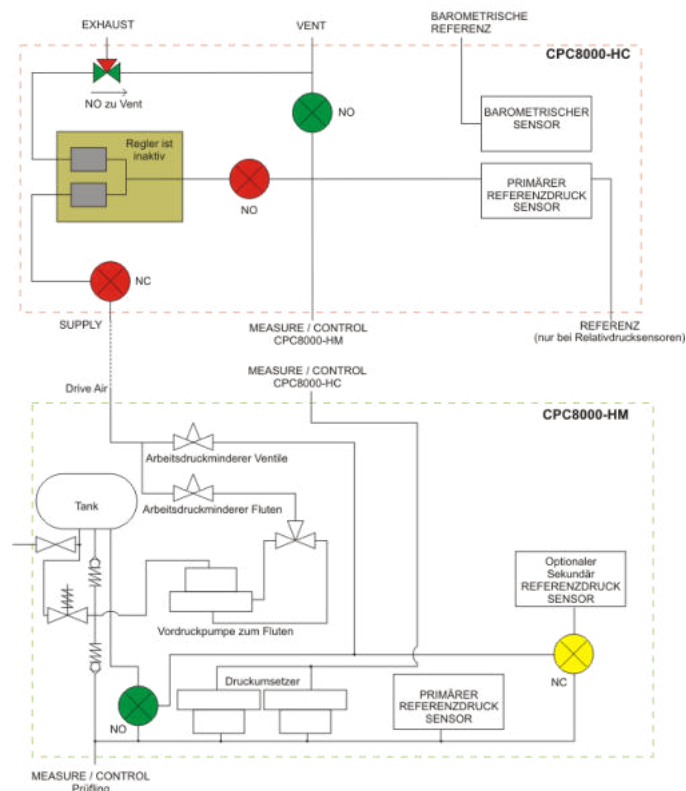 EXHAUST
VENT
BAROMETRISCHE
REFERENZ
CPC8000-HC
NO zu Vent
NO
BAROMETRISCHER
SENSOR
Regler ist
inaktiv
NO
PRIMÄRER
REFERENZDRUCK
SENSOR
NC
SUPPLY
MEASURE / CONTROL
CPC8000-HM
REFERENZ
(nur bei Relativdrucksensoren)
MEASURE / CONTROL
CPC8000-HC
Drive Air
CPC8000-HM
Arbeitsdruckminderer Ventile
Tank
Arbeitsdruckminderer Fluten
Optionaler
Sekundär
REFERENZDRUCK
SENSOR
Vordruckpumpe zum Fluten
NC
Druckumsetzer
PRIMÄRER
REFERENZDRUCK
SENSOR
NO
MEASURE / CONTROL
Prüfling